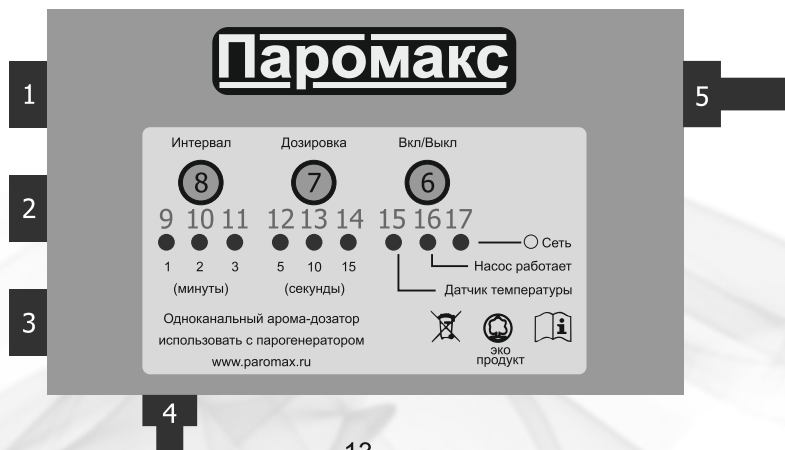 Паромакс
1
5
Интервал Дозировка Вкл/Выкл
8 7 6
2
9 10 11 12 13 14 15 16 17
Сеть
1 2 3 5 10 15 Насос работает
(минуты) (секунды) Датчик температуры
3
Одноканальный арома-дозатор
использовать с парогенератором
www.paromax.ru
i
эко
продукт
4
12